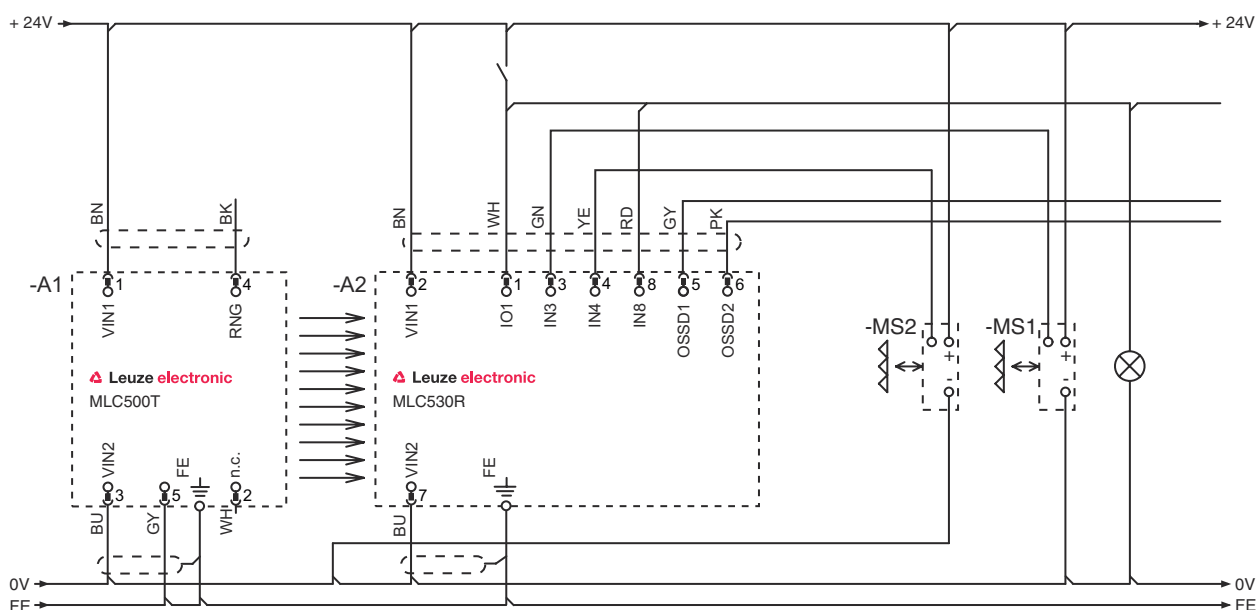 + 24V
+ 24V
BN
BK
BN
WH
GN
YE
RD
GY
PK
-A1
1
4
-A2
2
1
3
4
8
5
6
VIN1
RNG
VIN1
IO1
IN3
IN4
IN8
OSSD1
OSSD2
-MS2
-MS1
+
-
+
-
Leuze electronic
MLC500T
Leuze electronic
MLC530R
VIN2
FE
n.c.
VIN2
FE
3
5
2
7
BU
GY
WH
BU
0V
0V
FE
FE